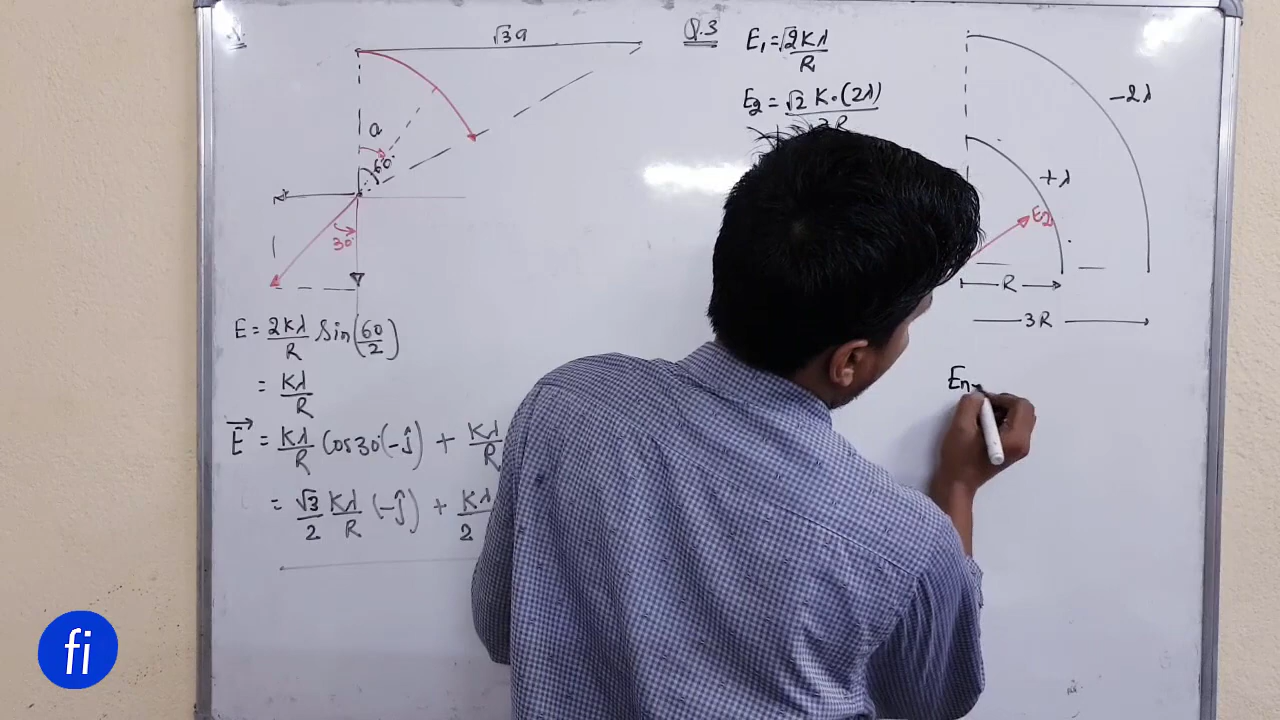 √3a
a
60°
30°
E = 2Kλ/R Sin(60/2)
= Kλ/R
E⃗ = Kλ/R Cos30(-ĵ) + Kλ/R
= √3/2 Kλ/R (-ĵ) + Kλ/2
Q.3
E₁ = √2Kλ/R
E₂ = √2 K·(2λ)/3R
-2λ
+λ
E₂
R
3R
En
fi